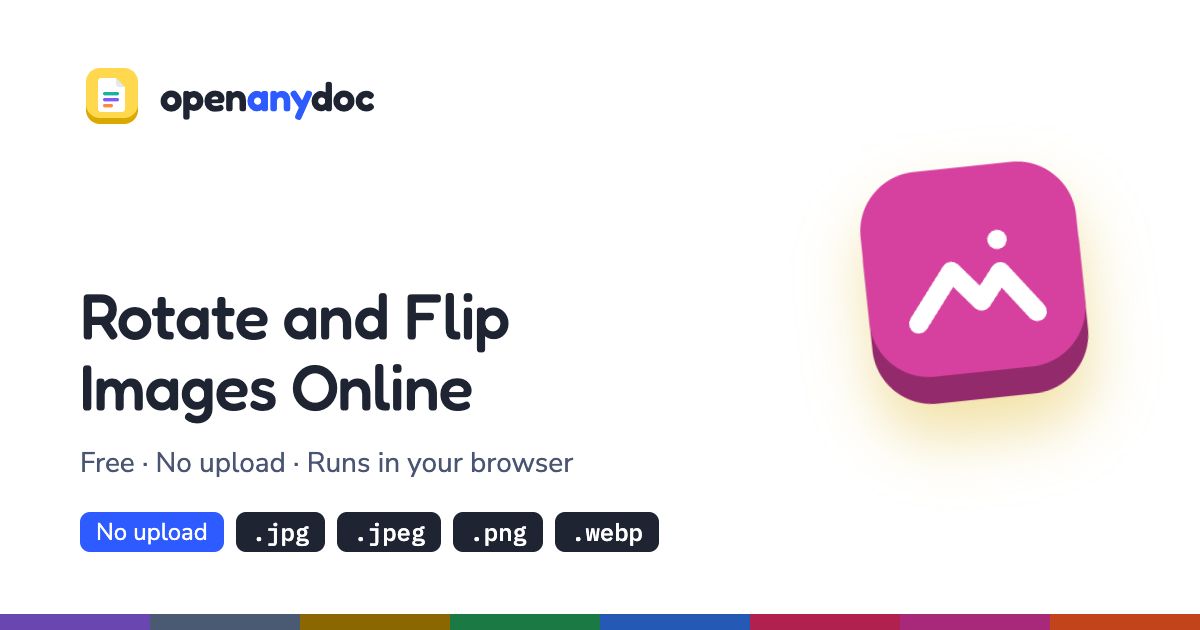 openanydoc
Rotate and Flip
Images Online
Free · No upload · Runs in your browser
No upload .jpg .jpeg .png .webp